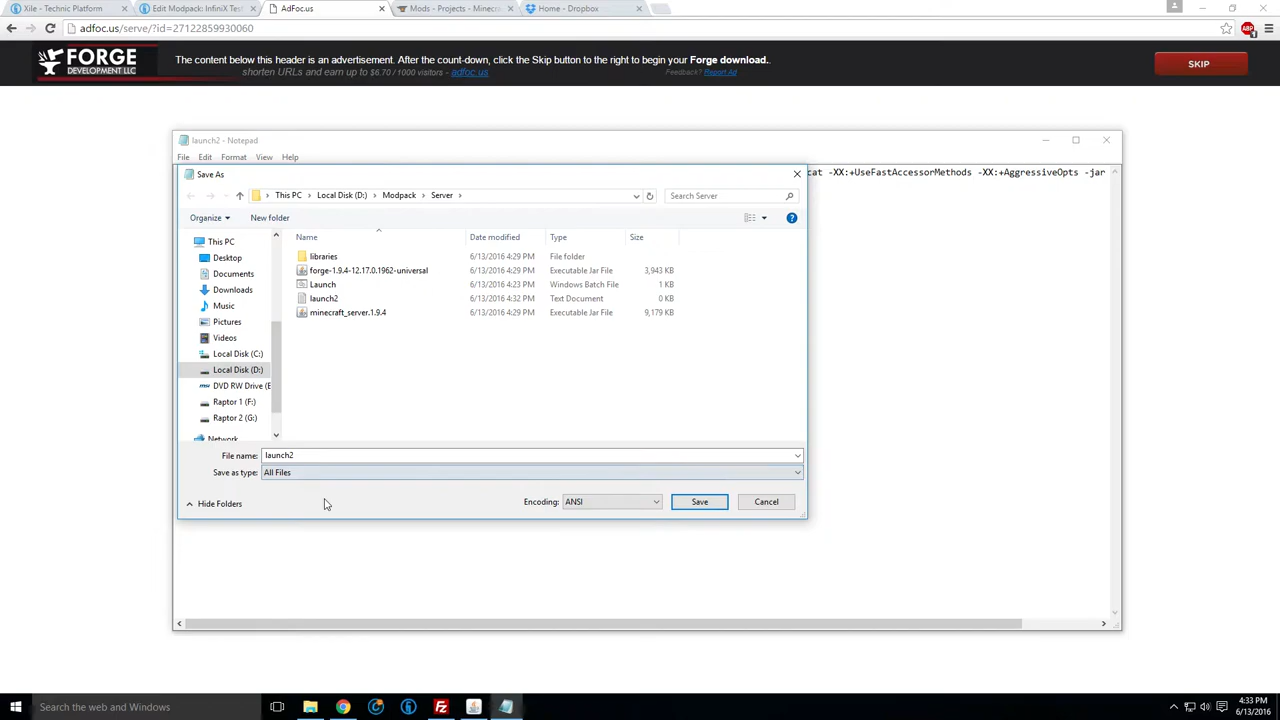 Xile - Technic Platform
Edit Modpack: InfiniX Test
AdFoc.us
Mods - Projects - Minecr
Home - Dropbox
adfoc.us/serve/?id=27122859930060
FORGE
DEVELOPMENT LLC
The content below this header is an advertisement. After the count-down, click the Skip button to the right to begin your Forge download..
shorten URLs and earn up to $6.70 / 1000 visitors - adfoc.us
Feedback? Report Ad
SKIP
launch2 - Notepad
File Edit Format View Help
cat -XX:+UseFastAccessorMethods -XX:+AggressiveOpts -jar
Save As
This PC > Local Disk (D:) > Modpack > Server >
Search Server
Organize
New folder
Name Date modified Type Size
This PC
Desktop
Documents
Downloads
Music
Pictures
Videos
Local Disk (C:)
Local Disk (D:)
DVD RW Drive (E
Raptor 1 (F:)
Raptor 2 (G:)
Network
libraries 6/13/2016 4:29 PM File folder
forge-1.9.4-12.17.0.1962-universal 6/13/2016 4:29 PM Executable Jar File 3,943 KB
Launch 6/13/2016 4:23 PM Windows Batch File 1 KB
launch2 6/13/2016 4:32 PM Text Document 0 KB
minecraft_server.1.9.4 6/13/2016 4:29 PM Executable Jar File 9,179 KB
File name: launch2
Save as type: All Files
Hide Folders
Encoding: ANSI
Save
Cancel
Search the web and Windows
4:33 PM
6/13/2016